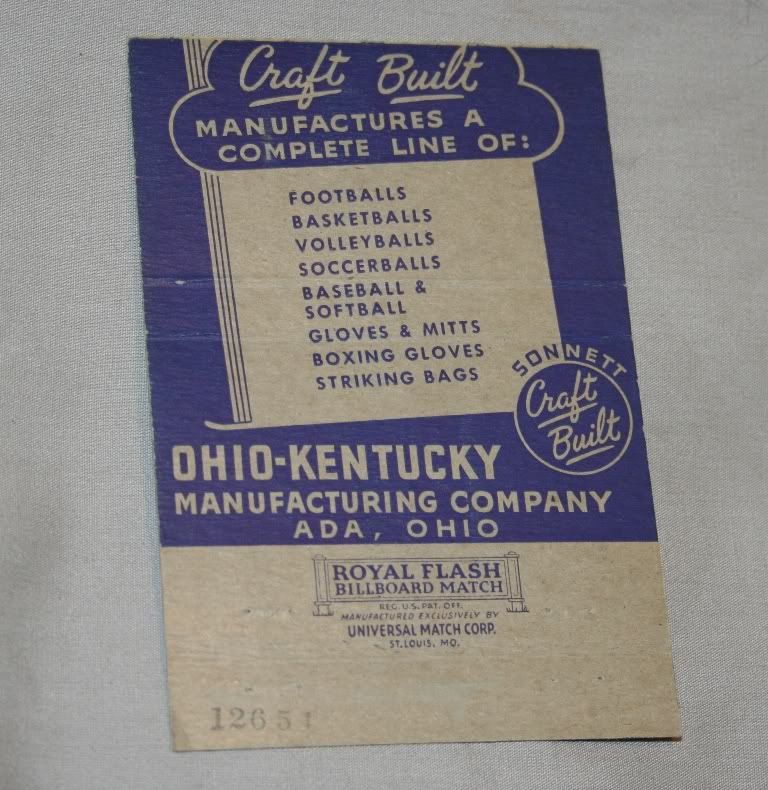 Craft Built
MANUFACTURES A
COMPLETE LINE OF:
FOOTBALLS
BASKETBALLS
VOLLEYBALLS
SOCCERBALLS
BASEBALL &
SOFTBALL
GLOVES & MITTS
BOXING GLOVES
STRIKING BAGS
SONNETT
Craft
Built
OHIO-KENTUCKY
MANUFACTURING COMPANY
ADA, OHIO
ROYAL FLASH
BILLBOARD MATCH
REG. U.S. PAT. OFF.
MANUFACTURED EXCLUSIVELY BY
UNIVERSAL MATCH CORP.
ST. LOUIS, MO.
12651